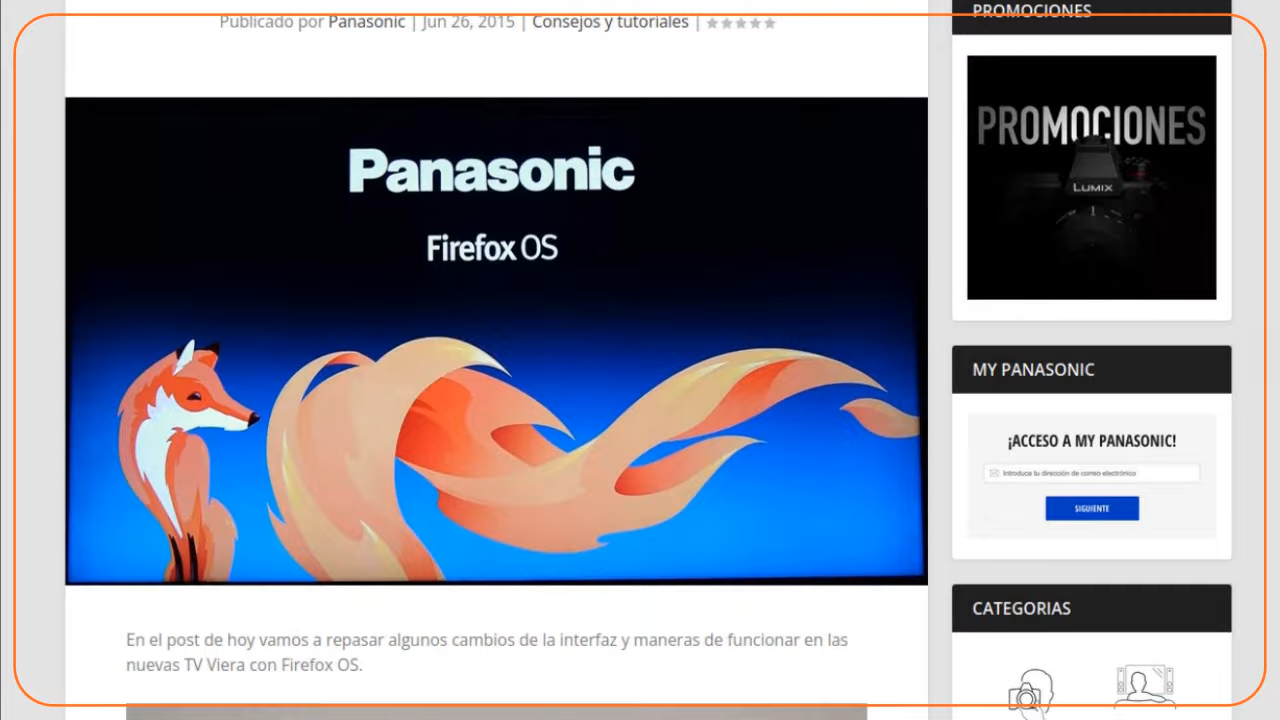 Publicado por Panasonic | Jun 26, 2015 | Consejos y tutoriales |
Panasonic
Firefox OS
En el post de hoy vamos a repasar algunos cambios de la interfaz y maneras de funcionar en las
nuevas TV Viera con Firefox OS.
PROMOCIONES
PROMOCIONES
LUMIX
MY PANASONIC
¡ACCESO A MY PANASONIC!
Introduce tu dirección de correo electrónico
SIGUIENTE
CATEGORIAS